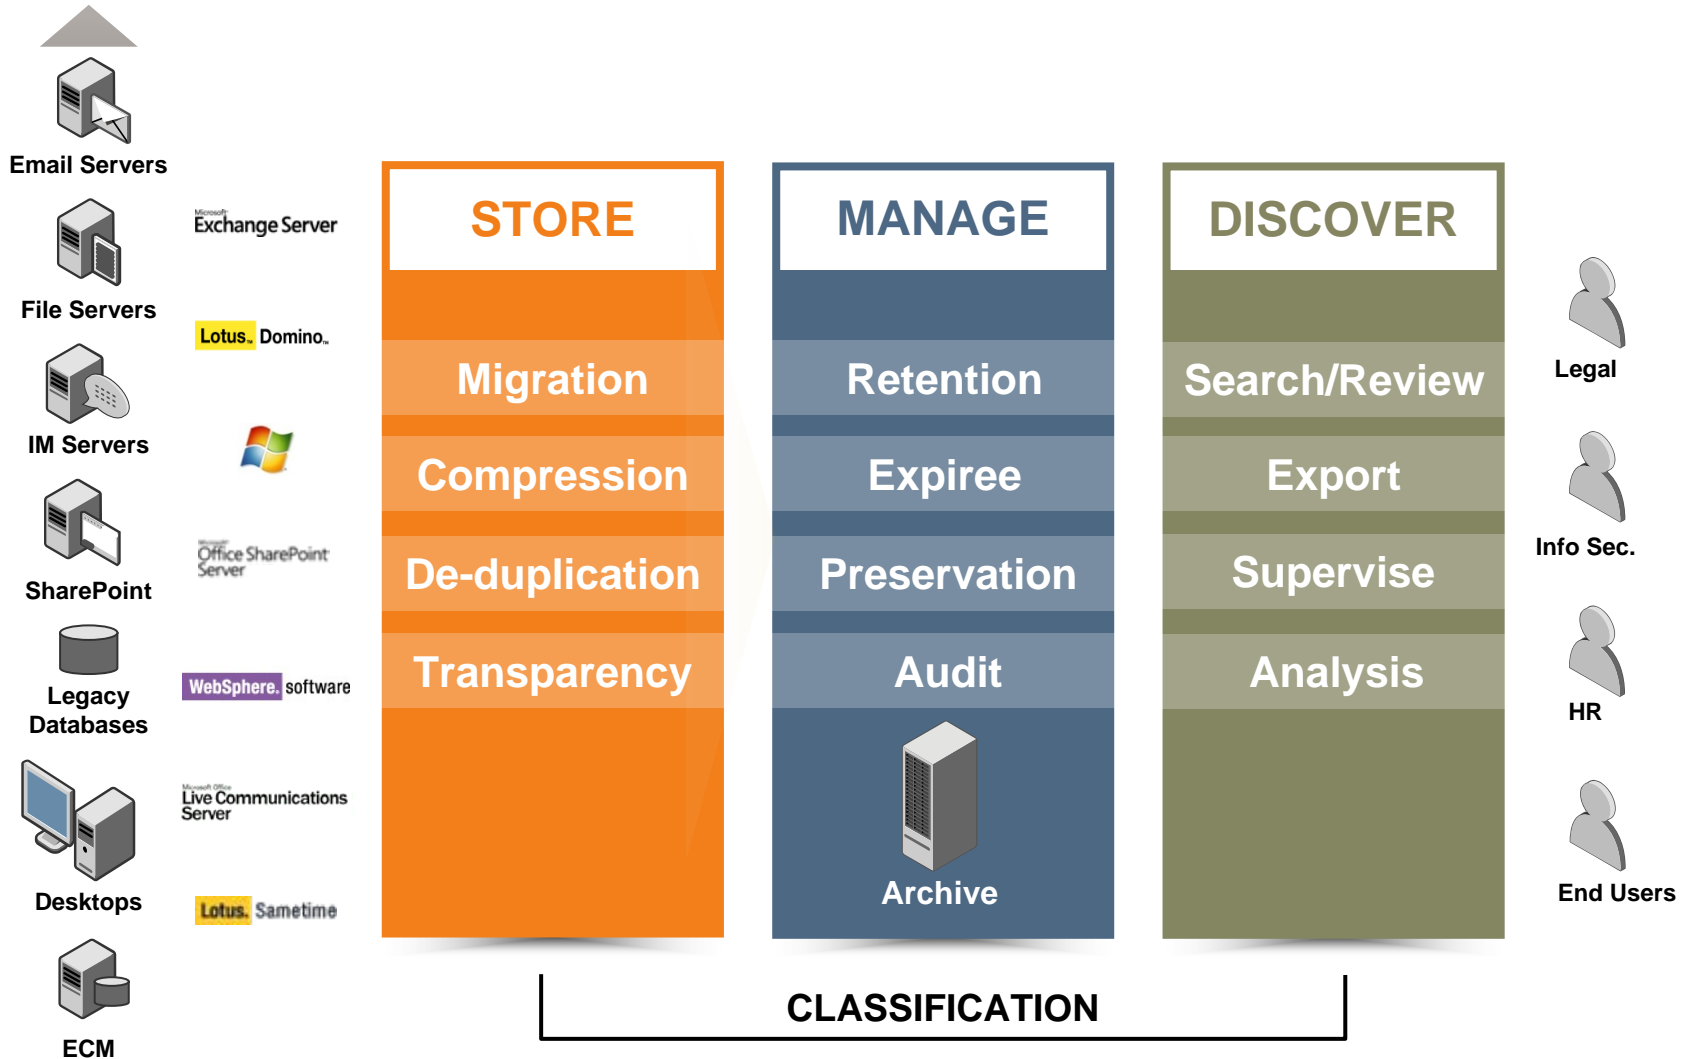 Email Servers
File Servers
IM Servers
SharePoint
Legacy
Databases
Desktops
ECM
Microsoft
Exchange Server
Lotus. Domino.
Microsoft
Office SharePoint
Server
WebSphere. software
Microsoft Office
Live Communications
Server
Lotus. Sametime
STORE
Migration
Compression
De-duplication
Transparency
MANAGE
Retention
Expiree
Preservation
Audit
Archive
DISCOVER
Search/Review
Export
Supervise
Analysis
Legal
Info Sec.
HR
End Users
CLASSIFICATION